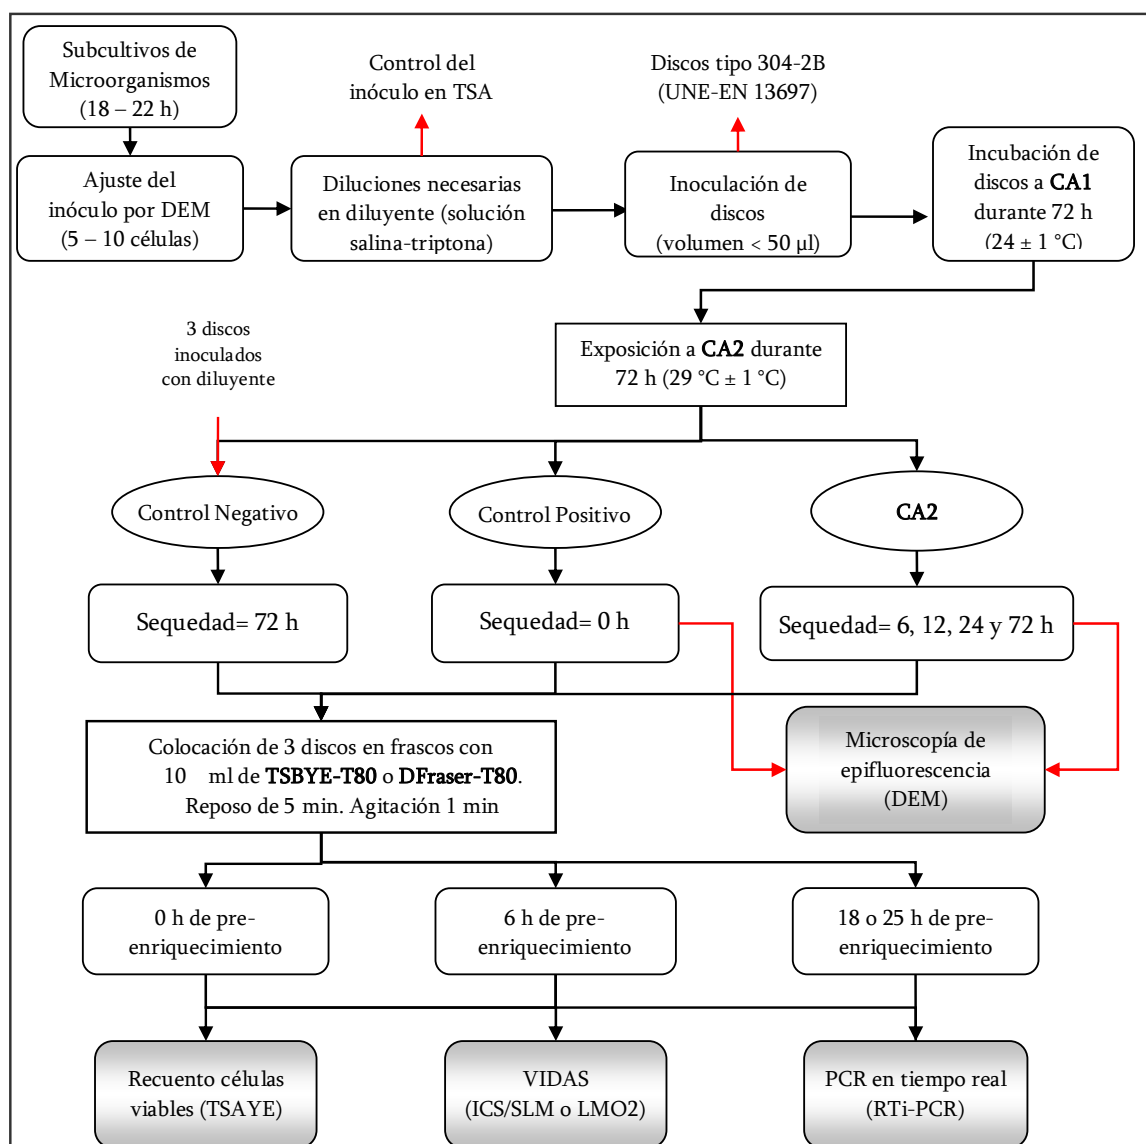 Subcultivos de
Microorganismos
(18 – 22 h)
Control del
inóculo en TSA
Discos tipo 304-2B
(UNE-EN 13697)
Ajuste del
inóculo por DEM
(5 – 10 células)
Diluciones necesarias
en diluyente (solución
salina-triptona)
Inoculación de
discos
(volumen < 50 µl)
Incubación de
discos a CA1
durante 72 h
(24 ± 1 °C)
3 discos
inoculados
con diluyente
Exposición a CA2 durante
72 h (29 °C ± 1 °C)
Control Negativo
Control Positivo
CA2
Sequedad= 72 h
Sequedad= 0 h
Sequedad= 6, 12, 24 y 72 h
Colocación de 3 discos en frascos con
10 ml de TSBYE-T80 o DFraser-T80.
Reposo de 5 min. Agitación 1 min
Microscopía de
epifluorescencia
(DEM)
0 h de pre-
enriquecimiento
6 h de pre-
enriquecimiento
18 o 25 h de pre-
enriquecimiento
Recuento células
viables (TSAYE)
VIDAS
(ICS/SLM o LMO2)
PCR en tiempo real
(RTi-PCR)